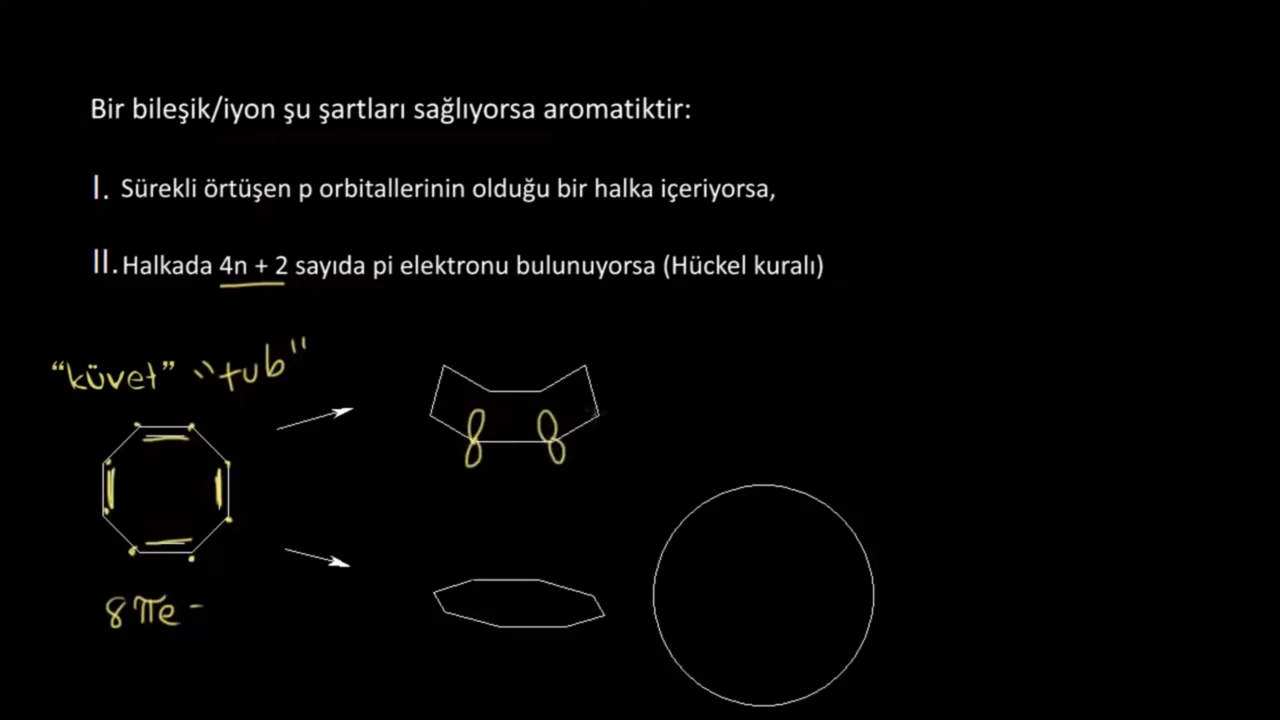 Bir bileşik/iyon şu şartları sağlıyorsa aromatiktir:
I. Sürekli örtüşen p orbitallerinin olduğu bir halka içeriyorsa,
II. Halkada 4n + 2 sayıda pi elektronu bulunuyorsa (Hückel kuralı)
"küvet" "tub"
8πe-